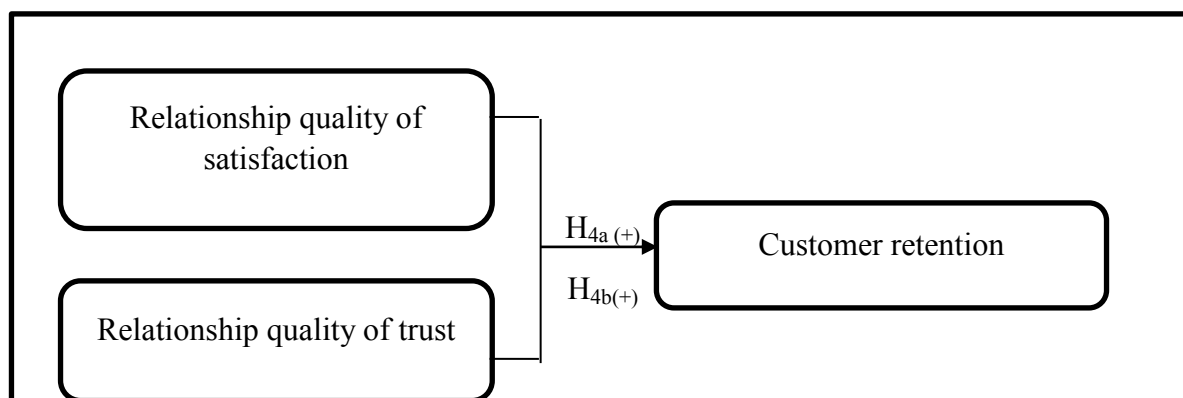 Relationship quality of
satisfaction
H4a (+)
Customer retention
H4b(+)
Relationship quality of trust